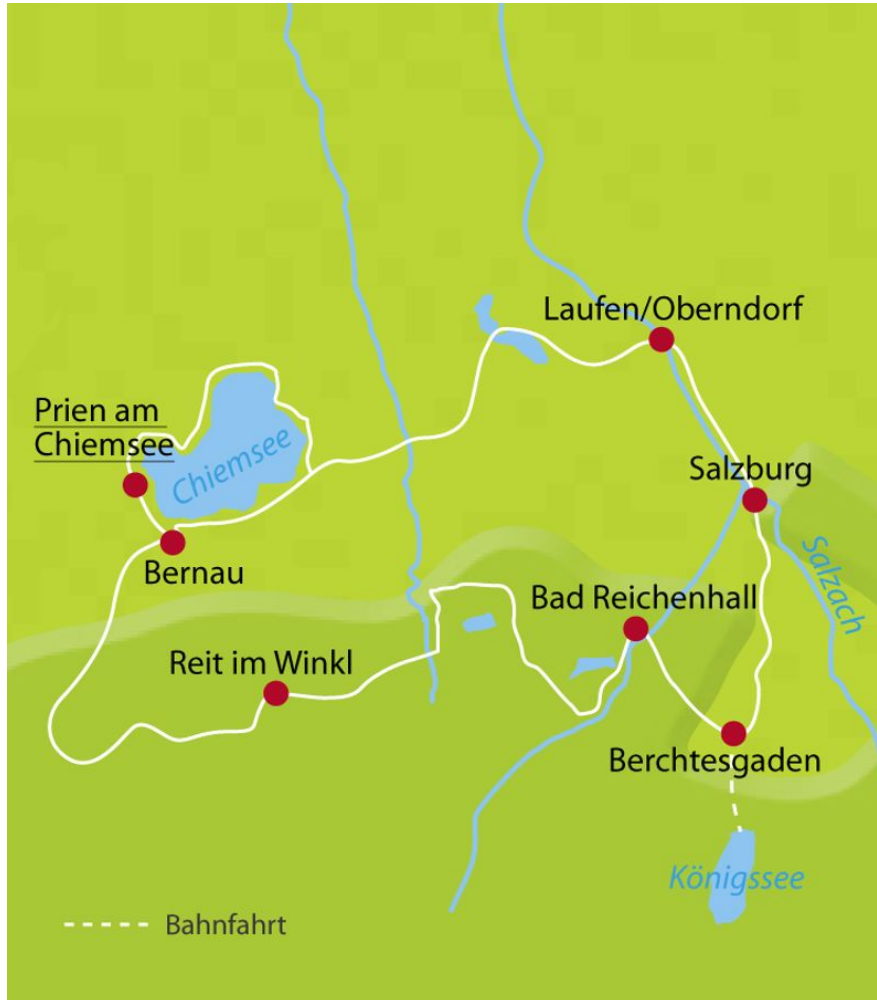 Laufen/Oberndorf
Prien am
Chiemsee
Chiemsee
Salzburg
Bernau
Salzach
Bad Reichenhall
Reit im Winkl
Berchtesgaden
Königssee
Bahnfahrt